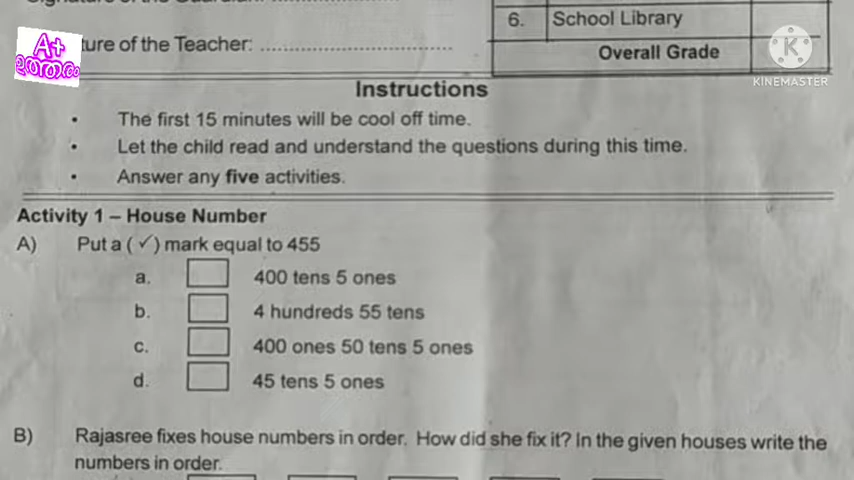 6. School Library
A+
ture of the Teacher: ......................................
Overall Grade
KINEMASTER
Instructions
• The first 15 minutes will be cool off time.
• Let the child read and understand the questions during this time.
• Answer any five activities.
Activity 1 – House Number
A) Put a (✓) mark equal to 455
a. 400 tens 5 ones
b. 4 hundreds 55 tens
c. 400 ones 50 tens 5 ones
d. 45 tens 5 ones
B) Rajasree fixes house numbers in order. How did she fix it? In the given houses write the
numbers in order.